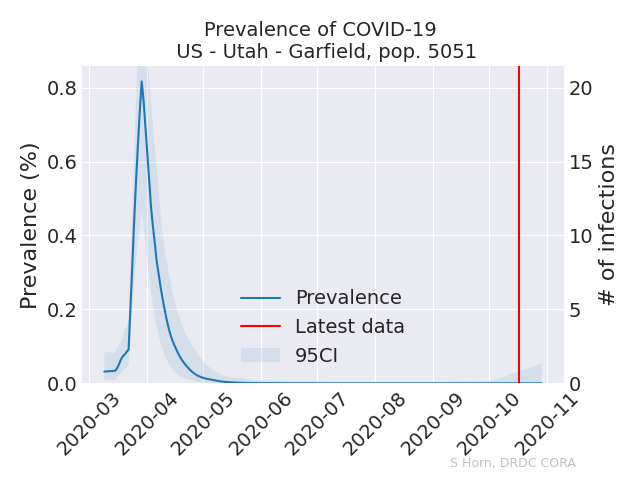 Prevalence of COVID-19
US - Utah - Garfield, pop. 5051
0.8
0.6
0.4
0.2
0.0
Prevalence (%)
20
15
10
5
0
# of infections
Prevalence
Latest data
95CI
2020-03
2020-04
2020-05
2020-06
2020-07
2020-08
2020-09
2020-10
2020-11
S Horn, DRDC CORA